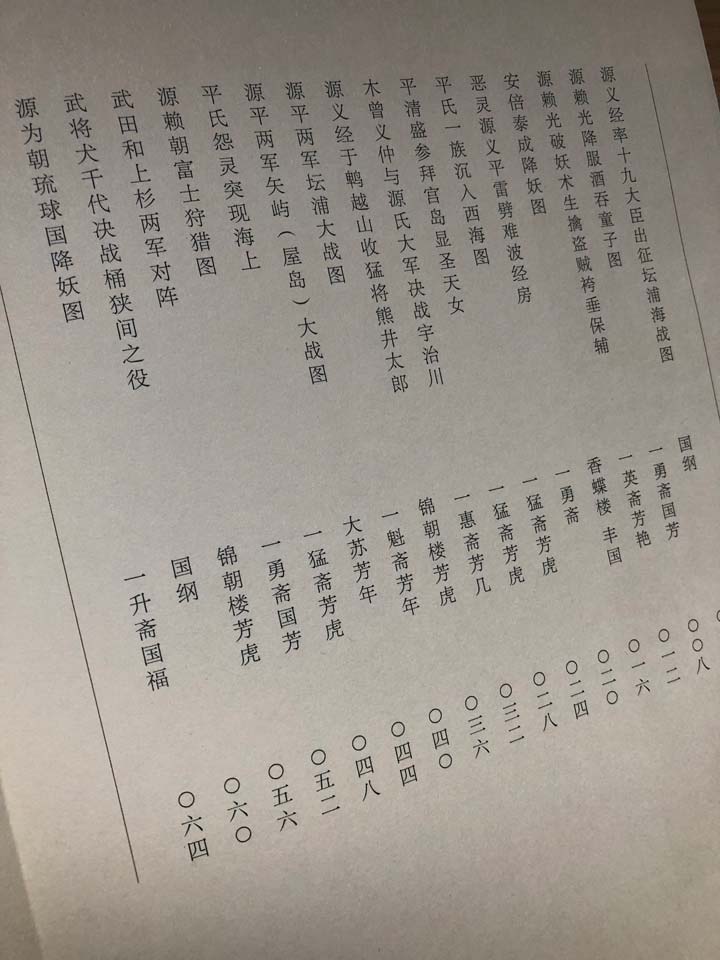 源义经率十九大臣出征坛浦海战图 国纲
源赖光降服酒吞童子图 一勇斋国芳 〇〇八
源赖光破妖术生擒盗贼袴垂保辅 一英斋芳艳 〇一二
安倍泰成降妖图 香蝶楼 丰国 〇一六
恶灵源义平雷劈难波经房 一勇斋 〇二〇
平氏一族沉入西海图 一猛斋芳虎 〇二四
平清盛参拜宫岛显圣天女 一猛斋芳虎 〇二八
木曾义仲与源氏大军决战宇治川 一惠斋芳几 〇三二
源义经于鹎越山收猛将熊井太郎 锦朝楼芳虎 〇三六
源平两军坛浦大战图 一魁斋芳年 〇四〇
源平两军矢屿（屋岛）大战图 大苏芳年 〇四四
平氏怨灵突现海上 一猛斋芳虎 〇四八
源赖朝富士狩猎图 一勇斋国芳 〇五二
武田和上杉两军对阵 锦朝楼芳虎 〇五六
武将犬千代决战桶狭间之役 国纲 〇六〇
源为朝琉球国降妖图 一升斋国福 〇六四